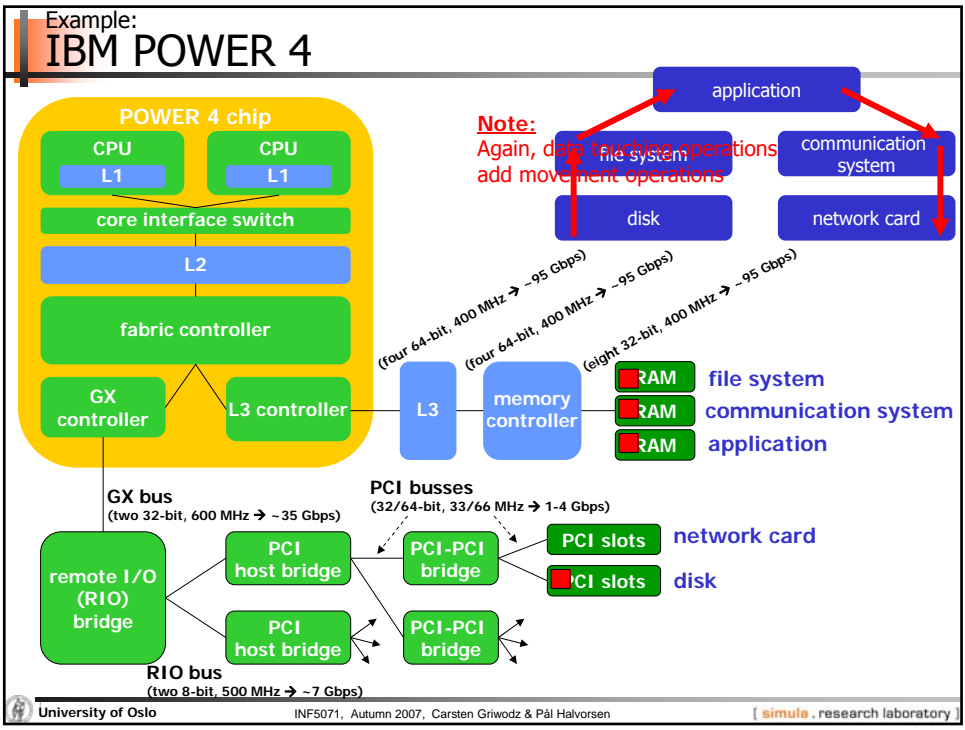 Example:
IBM POWER 4
application
Note:
Again, data touching operations
add movement operations
file system
communication
system
disk
network card
POWER 4 chip
CPU
L1
CPU
L1
core interface switch
L2
fabric controller
GX
controller
L3 controller
(four 64-bit, 400 MHz → ~95 Gbps)
(four 64-bit, 400 MHz → ~95 Gbps)
(eight 32-bit, 400 MHz → ~95 Gbps)
L3
memory
controller
RAM
file system
RAM
communication system
RAM
application
GX bus
(two 32-bit, 600 MHz → ~35 Gbps)
PCI busses
(32/64-bit, 33/66 MHz → 1-4 Gbps)
remote I/O
(RIO)
bridge
PCI
host bridge
PCI-PCI
bridge
PCI slots
network card
PCI slots
disk
PCI
host bridge
PCI-PCI
bridge
RIO bus
(two 8-bit, 500 MHz → ~7 Gbps)
University of Oslo
INF5071, Autumn 2007, Carsten Griwodz & Pål Halvorsen
[ simula . research laboratory ]